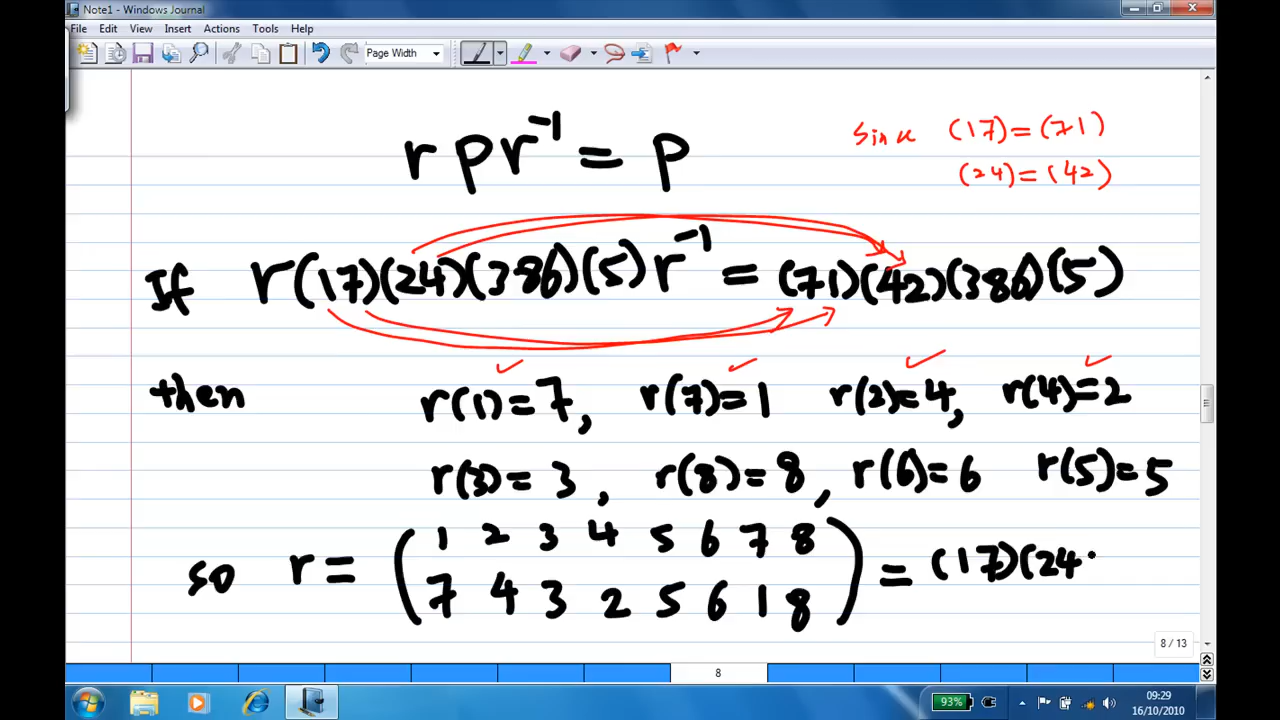 Note1 - Windows Journal
File Edit View Insert Actions Tools Help
Page Width
r p r⁻¹ = p
Since (17)=(71)
(24)=(42)
If r(17)(24)(386)(5)r⁻¹ = (71)(42)(386)(5)
then r(1)=7, r(7)=1 r(2)=4, r(4)=2
r(3)=3, r(8)=8, r(6)=6 r(5)=5
so r = (1 2 3 4 5 6 7 8
7 4 3 2 5 6 1 8) = (17)(24
8 / 13
8
93%
09:29
16/10/2010